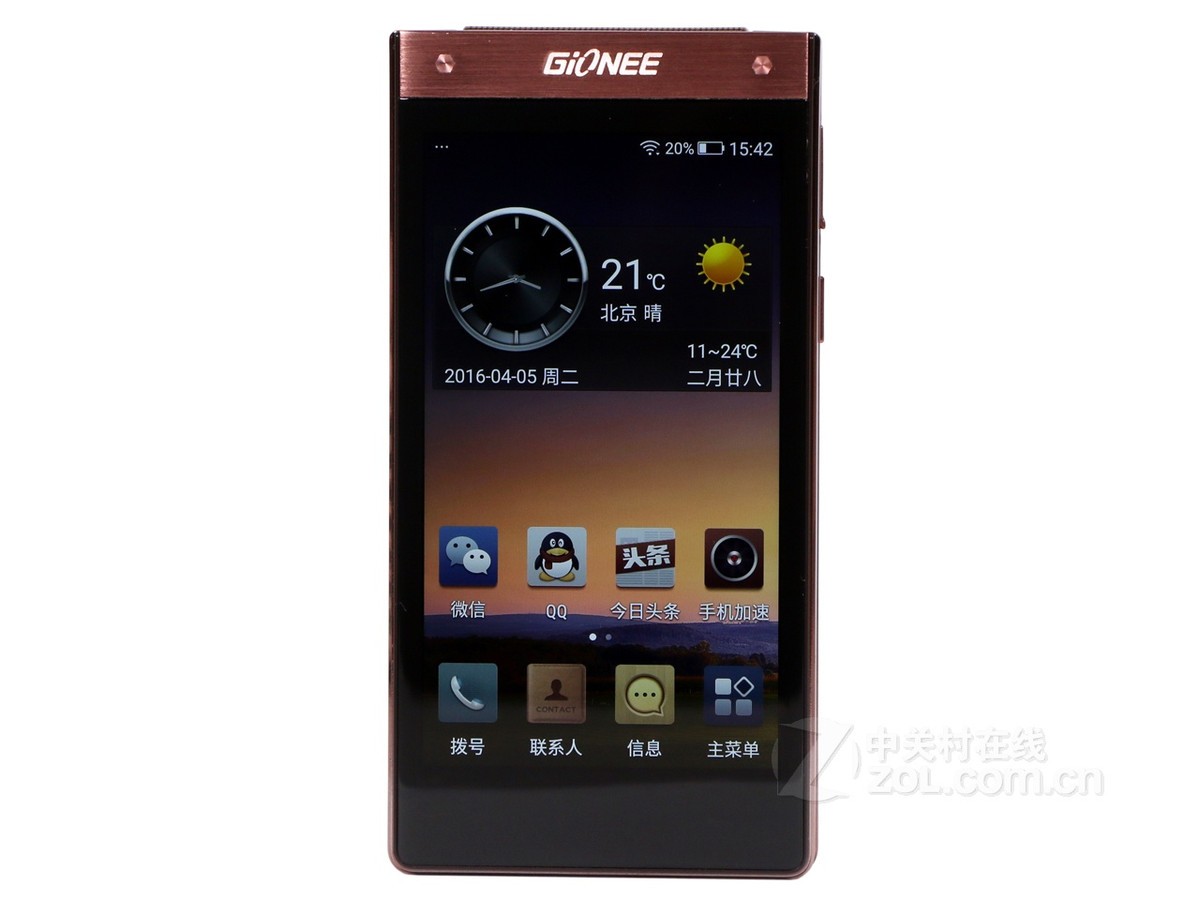 GiONEE
20% 15:42
21℃
北京 晴
11~24℃
2016-04-05 周二
二月廿八
头条
微信
QQ
今日头条
手机加速
CONTACT
拨号
联系人
信息
主菜单
中关村在线
ZOL.com.cn